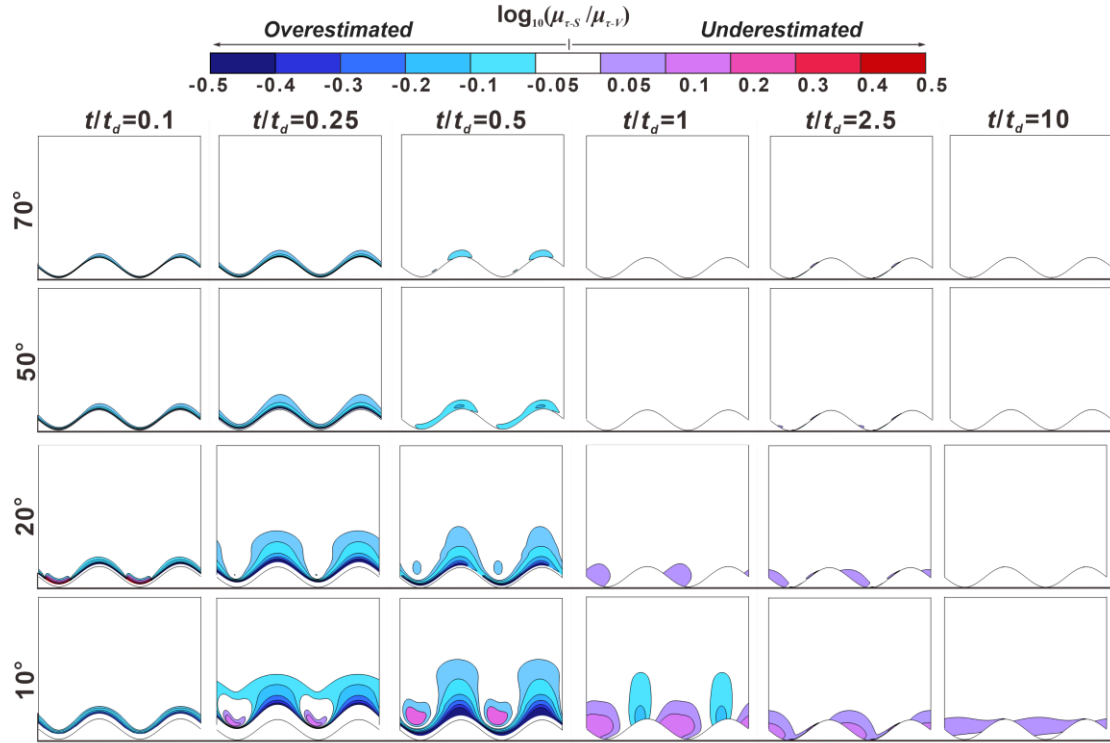 log₁₀(μτ-S /μτ-V)
Overestimated Underestimated
-0.5 -0.4 -0.3 -0.2 -0.1 -0.05 0.05 0.1 0.2 0.3 0.4 0.5
t/td=0.1 t/td=0.25 t/td=0.5 t/td=1 t/td=2.5 t/td=10
70°
50°
20°
10°